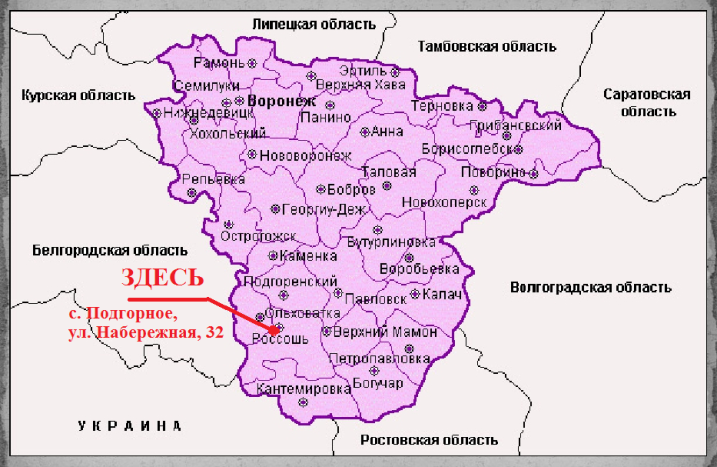 Липецкая область
Тамбовская область
Рамонь
Эртиль
Семилуки
Верхняя Хава
Курская область
Воронеж
Саратовская
область
Терновка
Нижнедевицк
Панино
Хохольский
Анна
Грибановский
Борисоглебск
Нововоронеж
Таловая
Поворино
Репьевка
Бобров
Новохоперск
Георгиу-Деж
Острогожск
Бутурлиновка
Белгородская область
Каменка
Воробьевка
ЗДЕСЬ
Подгоренский
Волгоградская область
Павловск
Калач
с. Подгорное,
ул. Набережная, 32
Ольховатка
Россошь
Верхний Мамон
Петропавловка
Богучар
Кантемировка
УКРАИНА
Ростовская область